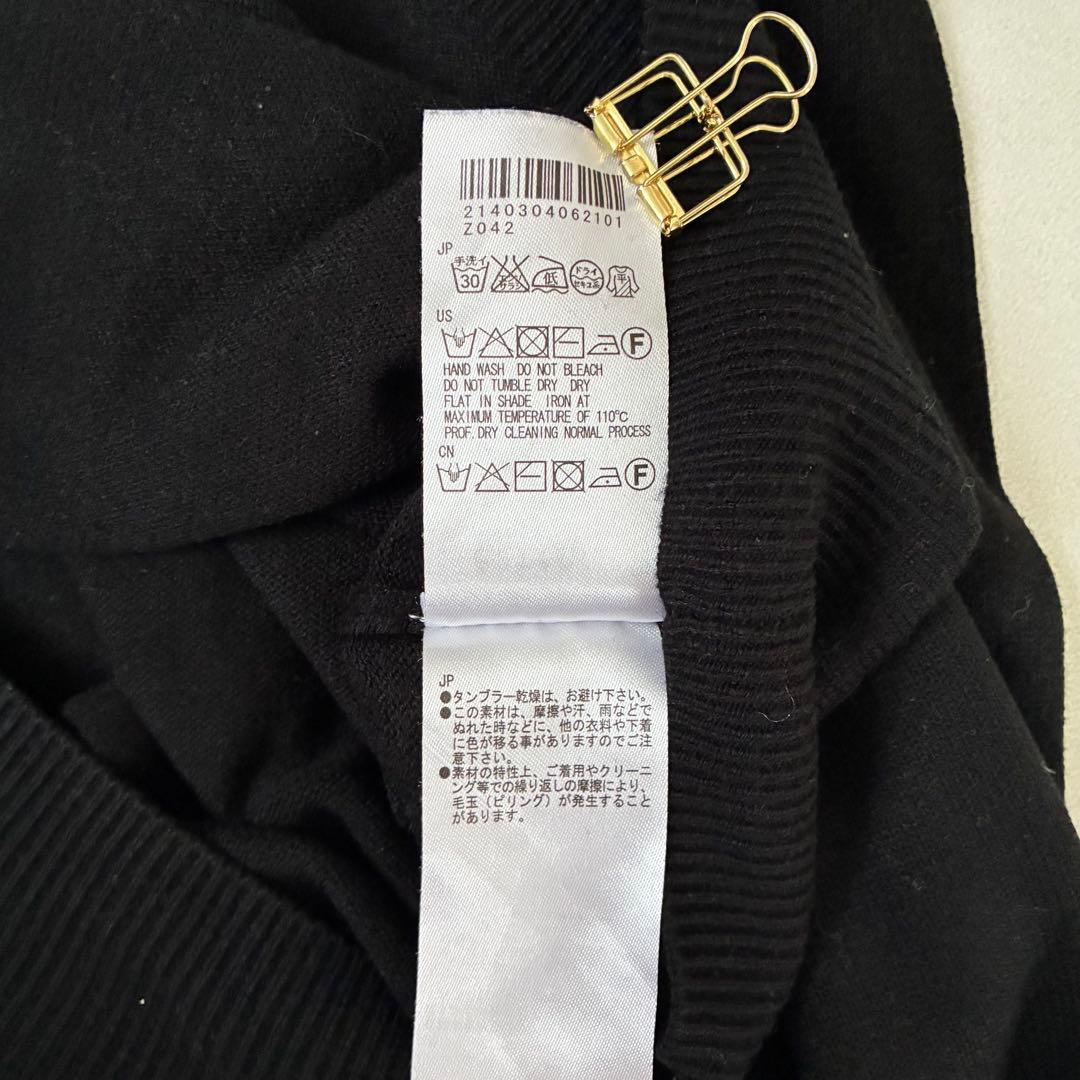 2140304062101
Z042
JP
手洗イ
30
低
ドライ
セキユ系
平
US
F
HAND WASH DO NOT BLEACH
DO NOT TUMBLE DRY DRY
FLAT IN SHADE IRON AT
MAXIMUM TEMPERATURE OF 110℃
PROF.DRY CLEANING NORMAL PROCESS
CN
F
JP
●タンブラー乾燥は、お避け下さい。
●この素材は、摩擦や汗、雨などで
ぬれた時などに、他の衣料や下着
に色が移る事がありますのでご注
意下さい。
●素材の特性上、ご着用やクリーニ
ング等での繰り返しの摩擦により、
毛玉（ピリング）が発生すること
があります。